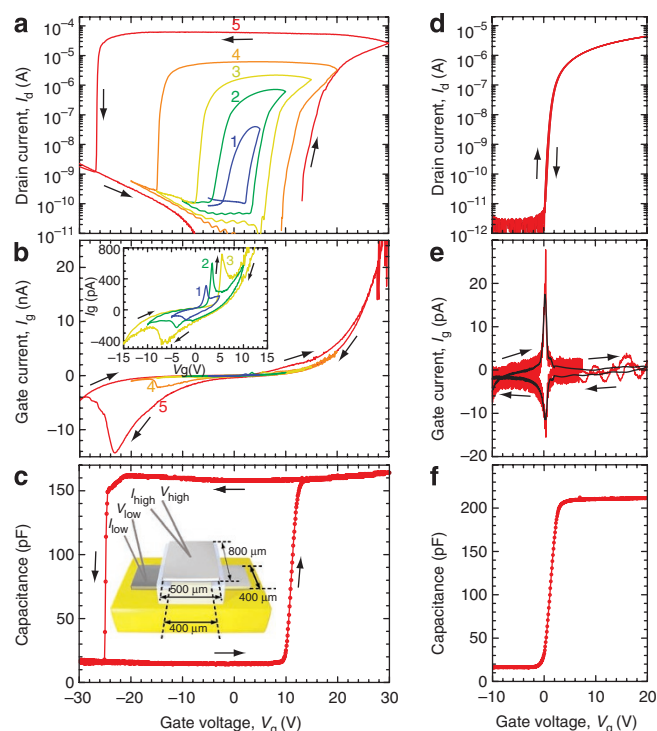 a
Drain current, I_d (A)
10⁻⁴
10⁻⁵
10⁻⁶
10⁻⁷
10⁻⁸
10⁻⁹
10⁻¹⁰
10⁻¹¹
5
4
3
2
1
b
Gate current, I_g (nA)
20
10
0
−10
4
5
Ig (pA)
800
400
0
−400
1
2
3
−15 −10 −5 0 5 10 15
Vg(V)
c
Capacitance (pF)
150
100
50
0
I_high
V_high
V_low
I_low
800 µm
500 µm
400 µm
400 µm
−30 −20 −10 0 10 20 30
Gate voltage, V_g (V)
d
Drain current, I_d (A)
10⁻⁴
10⁻⁵
10⁻⁶
10⁻⁷
10⁻⁸
10⁻⁹
10⁻¹⁰
10⁻¹¹
10⁻¹²
e
Gate current, I_g (pA)
30
20
10
0
−10
−20
f
Capacitance (pF)
200
150
100
50
0
−10 0 10 20
Gate voltage, V_g (V)